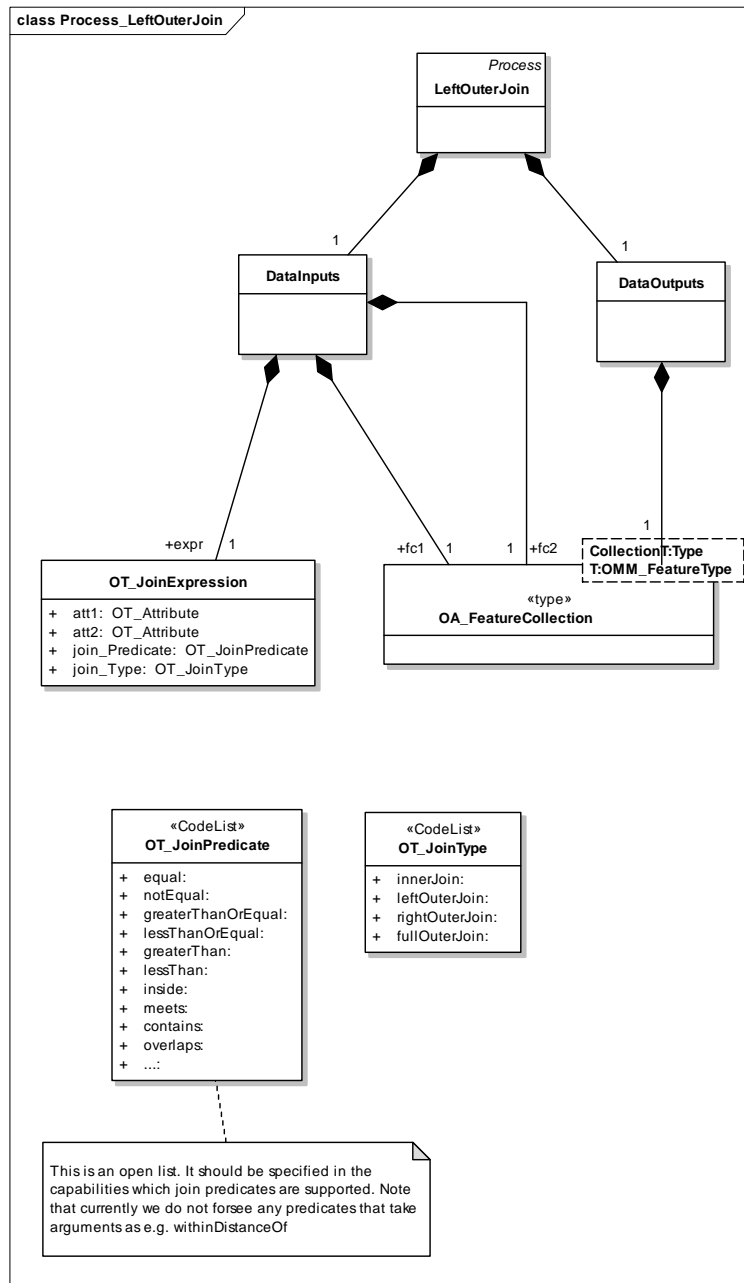 class Process_LeftOuterJoin
Process
LeftOuterJoin
1
1
DataInputs
DataOutputs
+expr 1
+fc1 1
1 +fc2
1
CollectionT:Type
T:OMM_FeatureType
OT_JoinExpression
+ att1: OT_Attribute
+ att2: OT_Attribute
+ join_Predicate: OT_JoinPredicate
+ join_Type: OT_JoinType
«type»
OA_FeatureCollection
«CodeList»
OT_JoinPredicate
+ equal:
+ notEqual:
+ greaterThanOrEqual:
+ lessThanOrEqual:
+ greaterThan:
+ lessThan:
+ inside:
+ meets:
+ contains:
+ overlaps:
+ ...:
«CodeList»
OT_JoinType
+ innerJoin:
+ leftOuterJoin:
+ rightOuterJoin:
+ fullOuterJoin:
This is an open list. It should be specified in the
capabilities which join predicates are supported. Note
that currently we do not forsee any predicates that take
arguments as e.g. withinDistanceOf